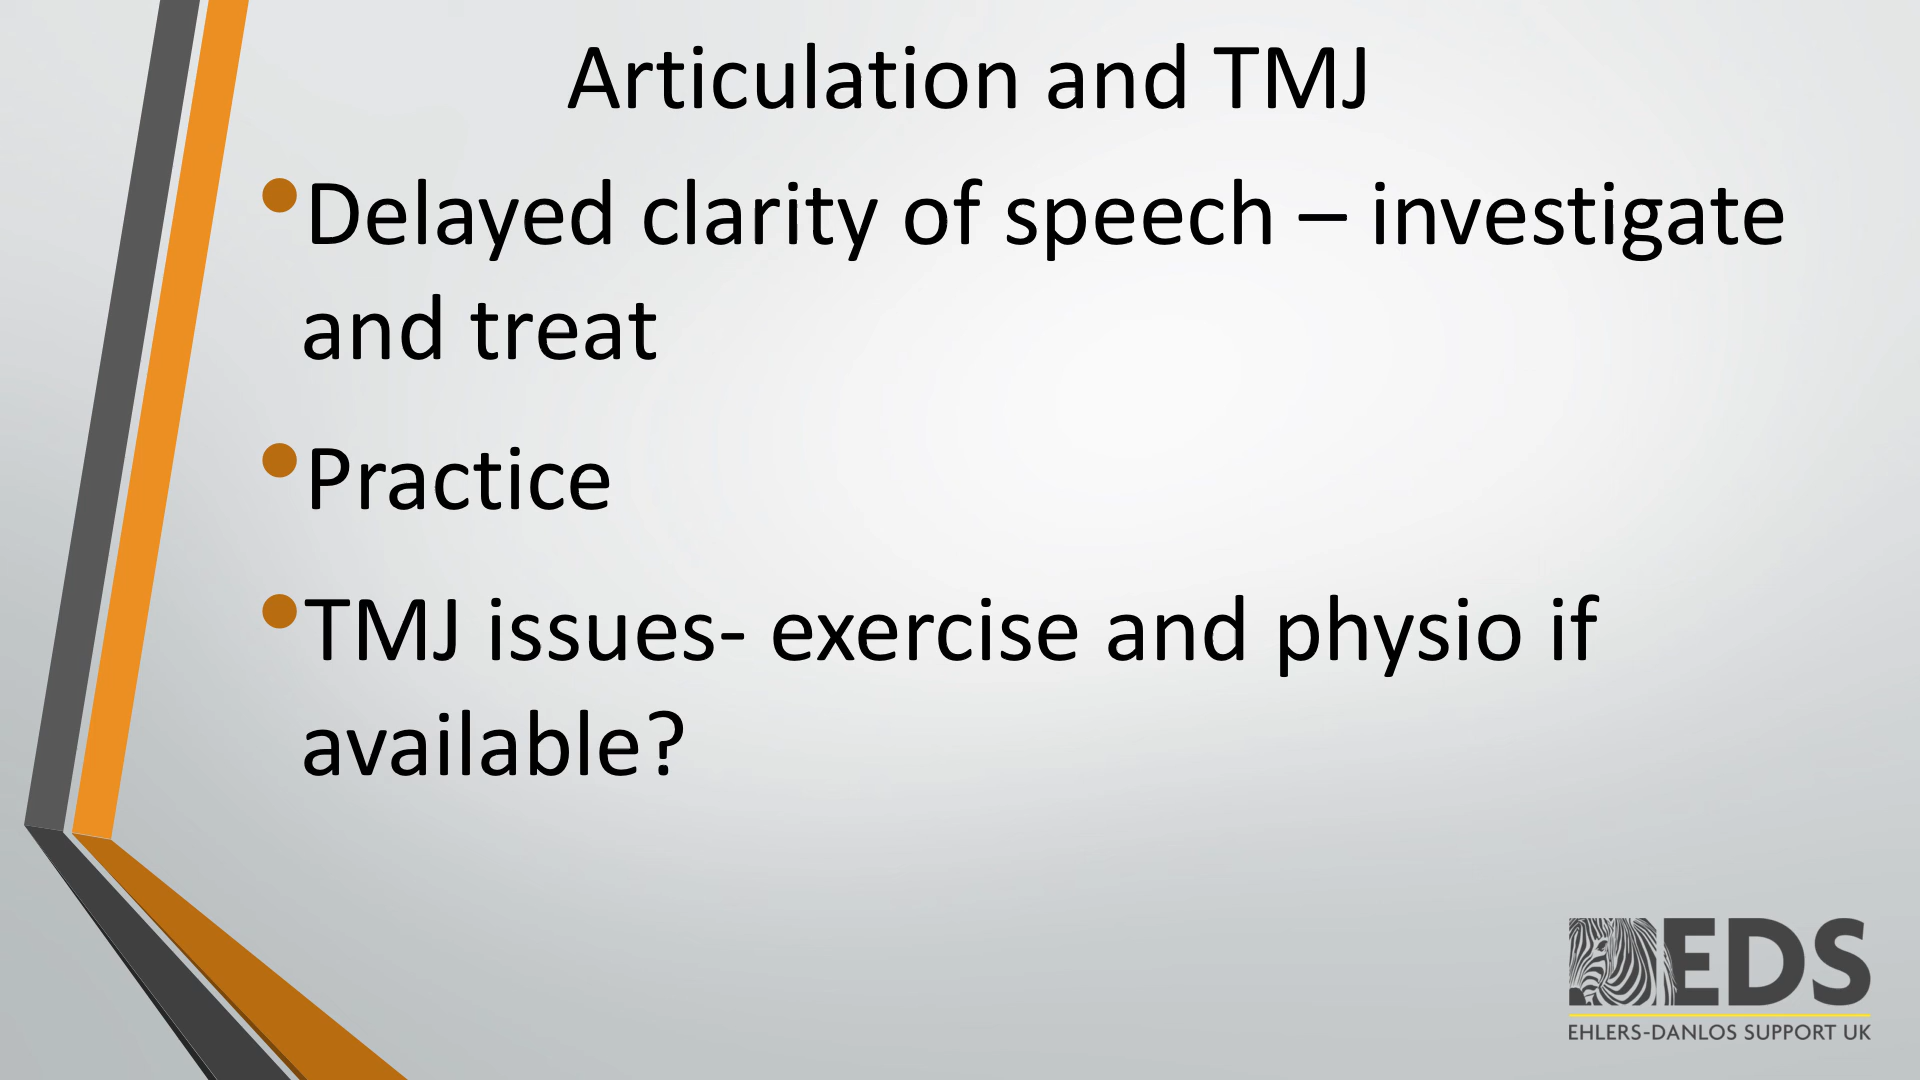 Articulation and TMJ
•Delayed clarity of speech – investigate
and treat
•Practice
•TMJ issues- exercise and physio if
available?
EDS
EHLERS-DANLOS SUPPORT UK